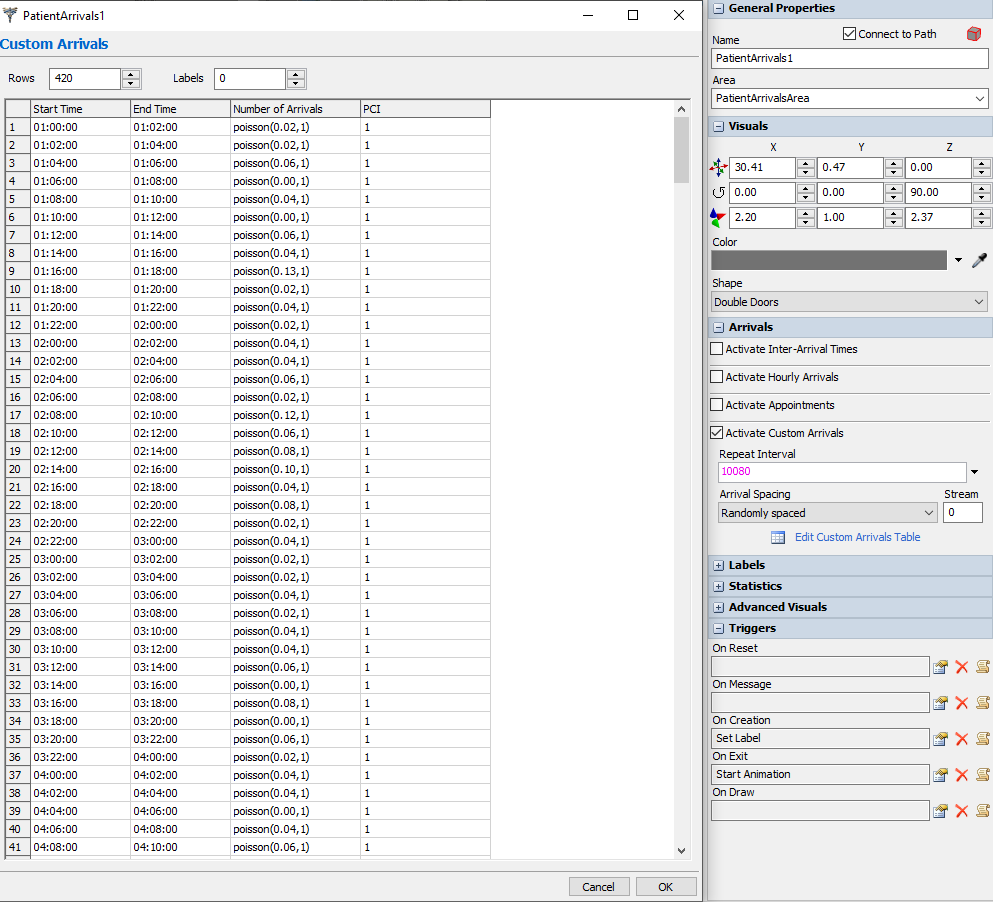 PatientArrivals1
Custom Arrivals
Rows 420 Labels 0
Start Time End Time Number of Arrivals PCI
1 01:00:00 01:02:00 poisson(0.02,1) 1
2 01:02:00 01:04:00 poisson(0.02,1) 1
3 01:04:00 01:06:00 poisson(0.06,1) 1
4 01:06:00 01:08:00 poisson(0.00,1) 1
5 01:08:00 01:10:00 poisson(0.04,1) 1
6 01:10:00 01:12:00 poisson(0.00,1) 1
7 01:12:00 01:14:00 poisson(0.06,1) 1
8 01:14:00 01:16:00 poisson(0.04,1) 1
9 01:16:00 01:18:00 poisson(0.13,1) 1
10 01:18:00 01:20:00 poisson(0.02,1) 1
11 01:20:00 01:22:00 poisson(0.04,1) 1
12 01:22:00 02:00:00 poisson(0.02,1) 1
13 02:00:00 02:02:00 poisson(0.04,1) 1
14 02:02:00 02:04:00 poisson(0.04,1) 1
15 02:04:00 02:06:00 poisson(0.06,1) 1
16 02:06:00 02:08:00 poisson(0.02,1) 1
17 02:08:00 02:10:00 poisson(0.12,1) 1
18 02:10:00 02:12:00 poisson(0.06,1) 1
19 02:12:00 02:14:00 poisson(0.08,1) 1
20 02:14:00 02:16:00 poisson(0.10,1) 1
21 02:16:00 02:18:00 poisson(0.04,1) 1
22 02:18:00 02:20:00 poisson(0.08,1) 1
23 02:20:00 02:22:00 poisson(0.02,1) 1
24 02:22:00 03:00:00 poisson(0.04,1) 1
25 03:00:00 03:02:00 poisson(0.02,1) 1
26 03:02:00 03:04:00 poisson(0.02,1) 1
27 03:04:00 03:06:00 poisson(0.04,1) 1
28 03:06:00 03:08:00 poisson(0.02,1) 1
29 03:08:00 03:10:00 poisson(0.04,1) 1
30 03:10:00 03:12:00 poisson(0.04,1) 1
31 03:12:00 03:14:00 poisson(0.06,1) 1
32 03:14:00 03:16:00 poisson(0.00,1) 1
33 03:16:00 03:18:00 poisson(0.08,1) 1
34 03:18:00 03:20:00 poisson(0.00,1) 1
35 03:20:00 03:22:00 poisson(0.06,1) 1
36 03:22:00 04:00:00 poisson(0.02,1) 1
37 04:00:00 04:02:00 poisson(0.04,1) 1
38 04:02:00 04:04:00 poisson(0.04,1) 1
39 04:04:00 04:06:00 poisson(0.00,1) 1
40 04:06:00 04:08:00 poisson(0.04,1) 1
41 04:08:00 04:10:00 poisson(0.06,1) 1
Cancel OK
General Properties
Name Connect to Path
PatientArrivals1
Area
PatientArrivalsArea
Visuals
X Y Z
30.41 0.47 0.00
0.00 0.00 90.00
2.20 1.00 2.37
Color
Shape
Double Doors
Arrivals
Activate Inter-Arrival Times
Activate Hourly Arrivals
Activate Appointments
Activate Custom Arrivals
Repeat Interval
10080
Arrival Spacing Stream
Randomly spaced 0
Edit Custom Arrivals Table
Labels
Statistics
Advanced Visuals
Triggers
On Reset
On Message
On Creation
Set Label
On Exit
Start Animation
On Draw